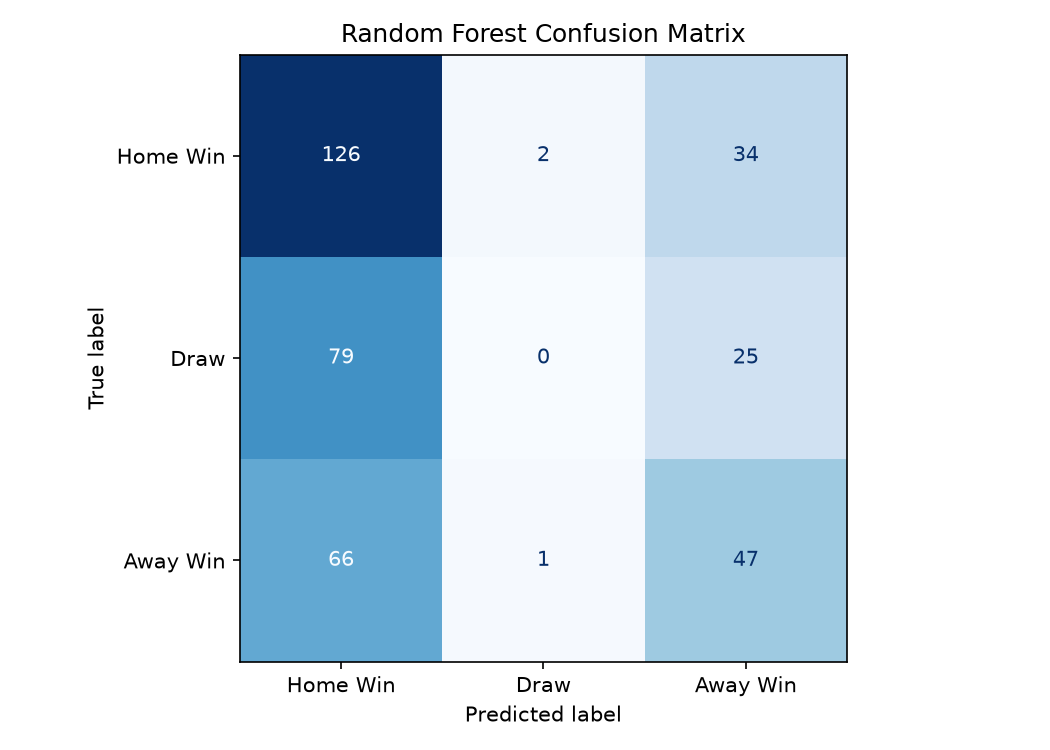 Random Forest Confusion Matrix
Home Win
126
2
34
Draw
79
0
25
Away Win
66
1
47
True label
Home Win
Draw
Away Win
Predicted label